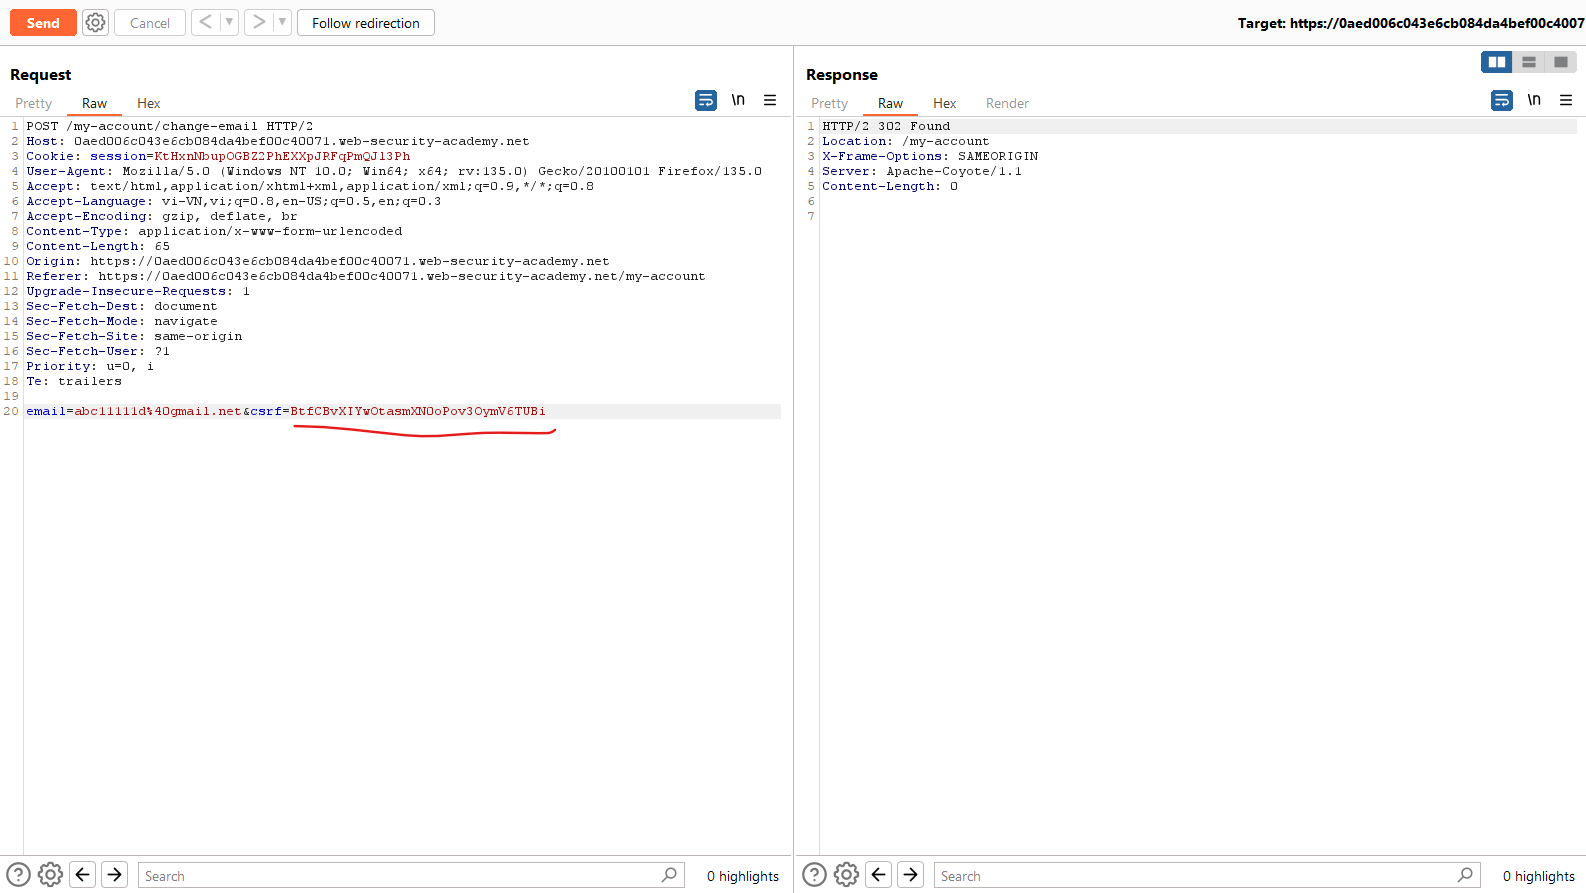 Send
Cancel
<
>
Follow redirection
Target: https://0aed006c043e6cb084da4bef00c4007
Request
Pretty Raw Hex
\n
1 POST /my-account/change-email HTTP/2
2 Host: 0aed006c043e6cb084da4bef00c40071.web-security-academy.net
3 Cookie: session=KtHxnNbupOGBZ2PhEXXpJRFqPmQJl3Ph
4 User-Agent: Mozilla/5.0 (Windows NT 10.0; Win64; x64; rv:135.0) Gecko/20100101 Firefox/135.0
5 Accept: text/html,application/xhtml+xml,application/xml;q=0.9,*/*;q=0.8
6 Accept-Language: vi-VN,vi;q=0.8,en-US;q=0.5,en;q=0.3
7 Accept-Encoding: gzip, deflate, br
8 Content-Type: application/x-www-form-urlencoded
9 Content-Length: 65
10 Origin: https://0aed006c043e6cb084da4bef00c40071.web-security-academy.net
11 Referer: https://0aed006c043e6cb084da4bef00c40071.web-security-academy.net/my-account
12 Upgrade-Insecure-Requests: 1
13 Sec-Fetch-Dest: document
14 Sec-Fetch-Mode: navigate
15 Sec-Fetch-Site: same-origin
16 Sec-Fetch-User: ?1
17 Priority: u=0, i
18 Te: trailers
19
20 email=abc11111d%40gmail.net&csrf=BtfCBvXIYwOtasmXN0oPov3OymV6TUBi
? Search 0 highlights
Response
Pretty Raw Hex Render
\n
1 HTTP/2 302 Found
2 Location: /my-account
3 X-Frame-Options: SAMEORIGIN
4 Server: Apache-Coyote/1.1
5 Content-Length: 0
6
7
? Search 0 highlights